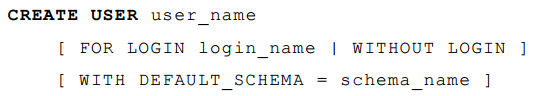 CREATE USER user_name
[ FOR LOGIN login_name | WITHOUT LOGIN ]
[ WITH DEFAULT_SCHEMA = schema_name ]